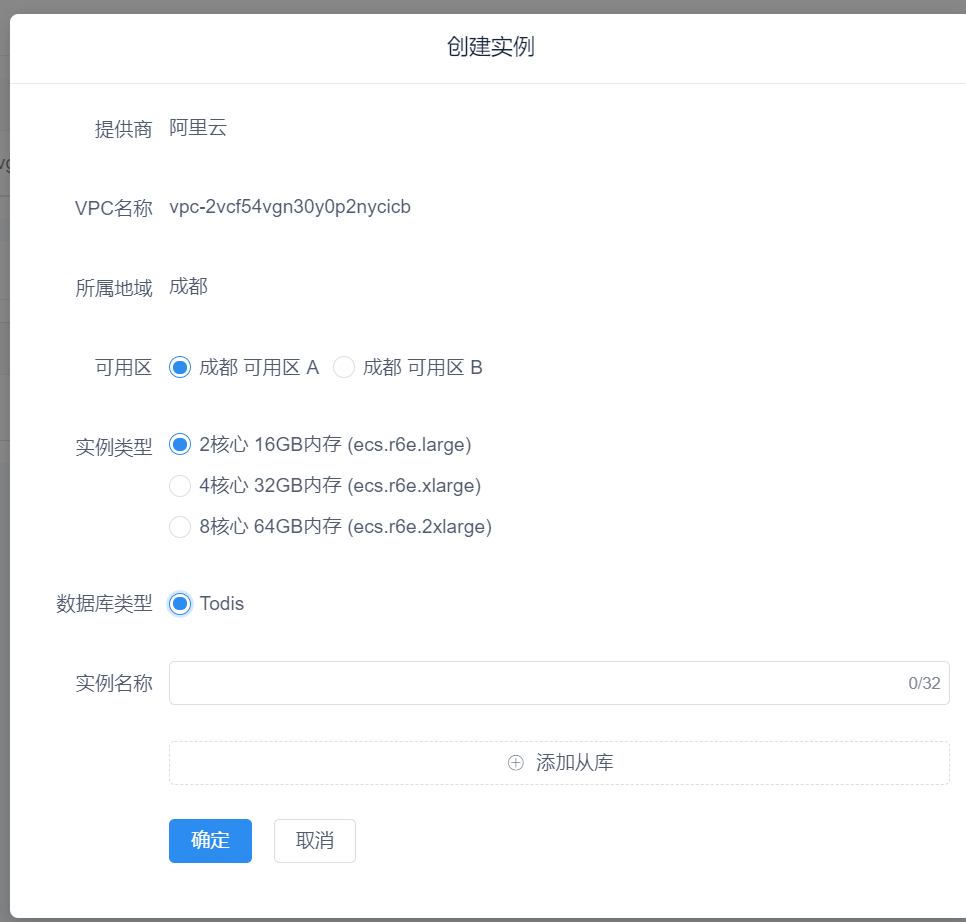 创建实例
提供商 阿里云
VPC名称 vpc-2vcf54vgn30y0p2nycicb
所属地域 成都
可用区 成都 可用区 A 成都 可用区 B
实例类型 2核心 16GB内存 (ecs.r6e.large)
4核心 32GB内存 (ecs.r6e.xlarge)
8核心 64GB内存 (ecs.r6e.2xlarge)
数据库类型 Todis
实例名称 0/32
添加从库
确定 取消